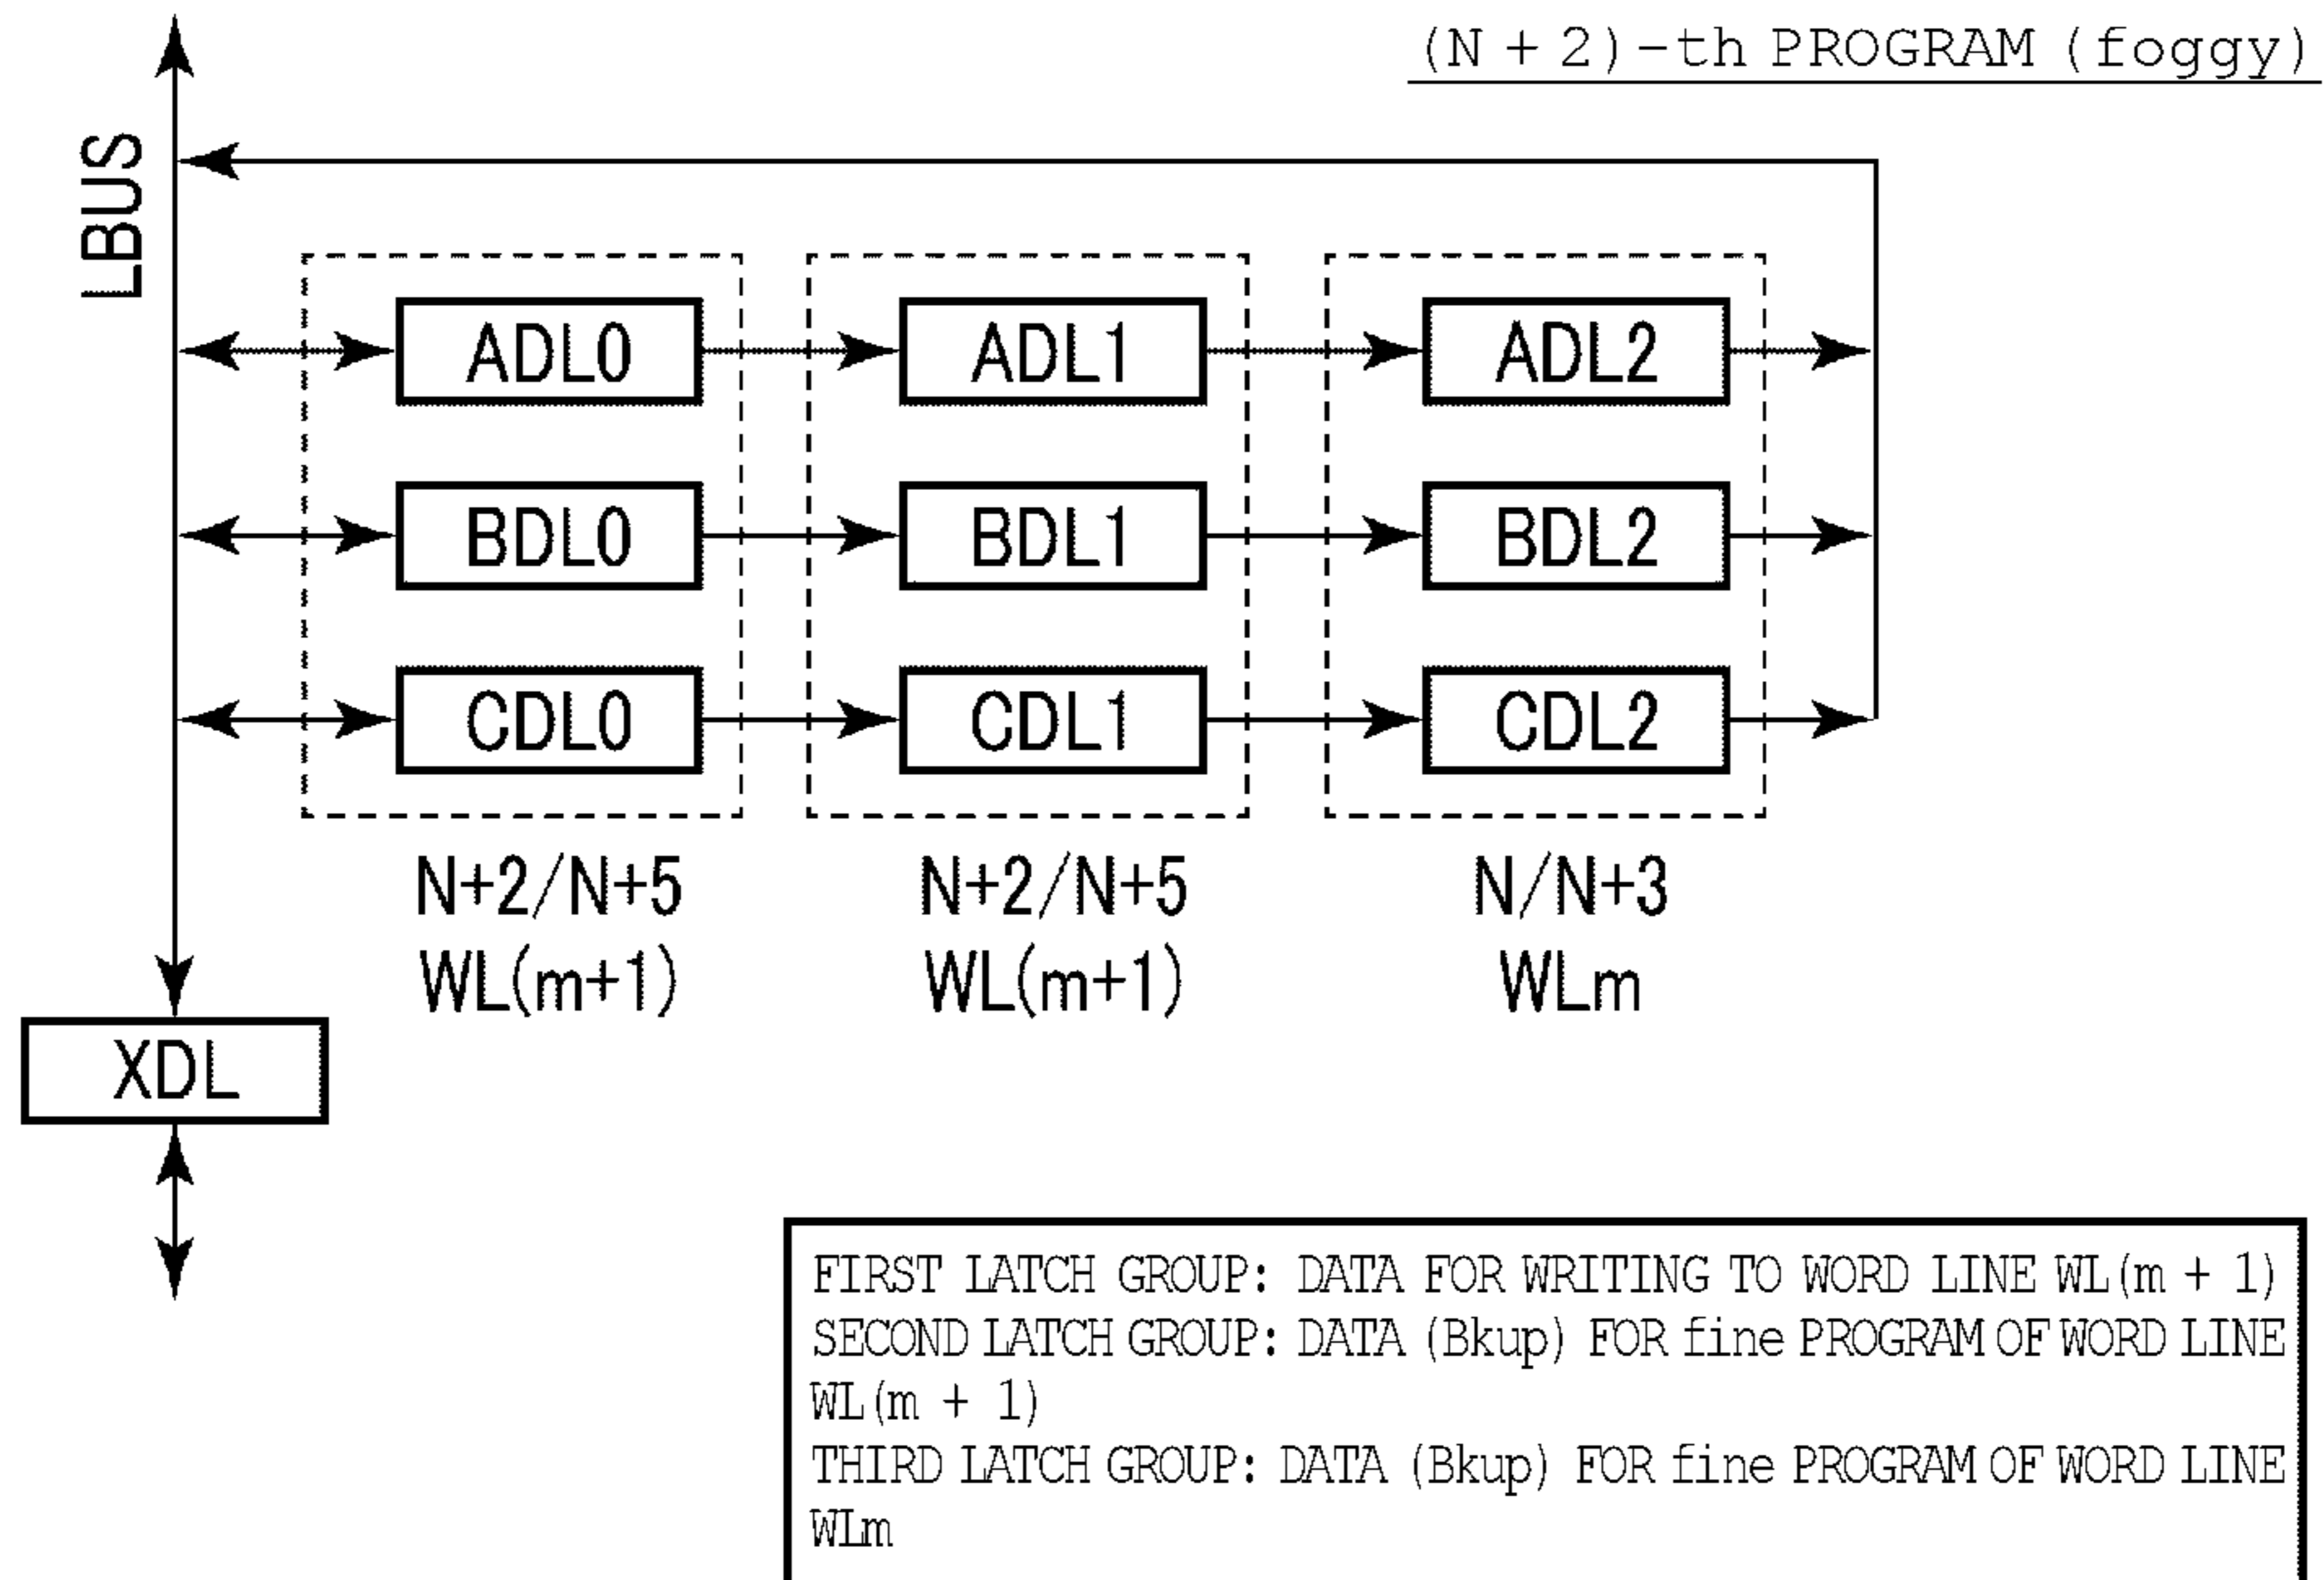 (N + 2)-th PROGRAM (foggy)
LBUS
ADL0
ADL1
ADL2
BDL0
BDL1
BDL2
CDL0
CDL1
CDL2
N+2/N+5
N+2/N+5
N/N+3
WL(m+1)
WL(m+1)
WLm
XDL
FIRST LATCH GROUP: DATA FOR WRITING TO WORD LINE WL(m + 1)
SECOND LATCH GROUP: DATA (Bkup) FOR fine PROGRAM OF WORD LINE
WL(m + 1)
THIRD LATCH GROUP: DATA (Bkup) FOR fine PROGRAM OF WORD LINE
WLm